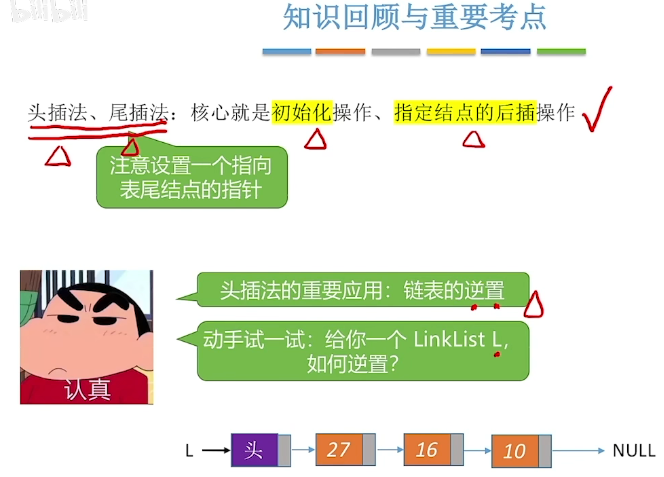 bilibili
知识回顾与重要考点
头插法、尾插法：核心就是初始化操作、指定结点的后插操作
注意设置一个指向
表尾结点的指针
头插法的重要应用：链表的逆置
动手试一试：给你一个 LinkList L，
如何逆置？
认真
L 头 27 16 10 NULL